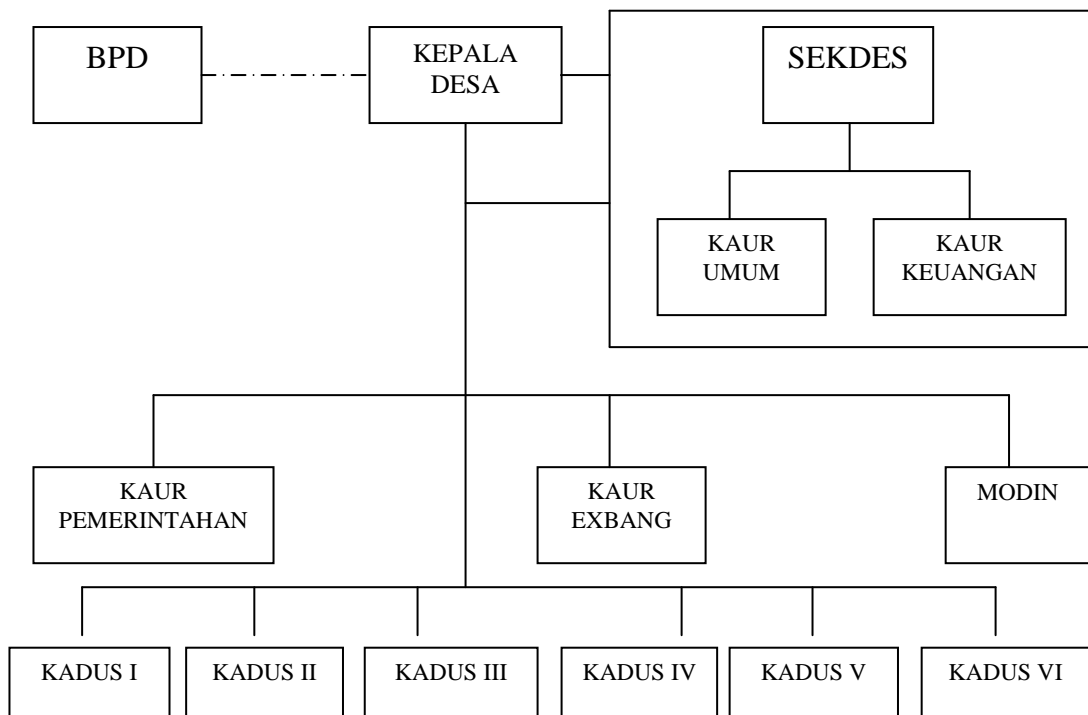 BPD
KEPALA
DESA
SEKDES
KAUR
UMUM
KAUR
KEUANGAN
KAUR
PEMERINTAHAN
KAUR
EXBANG
MODIN
KADUS I
KADUS II
KADUS III
KADUS IV
KADUS V
KADUS VI